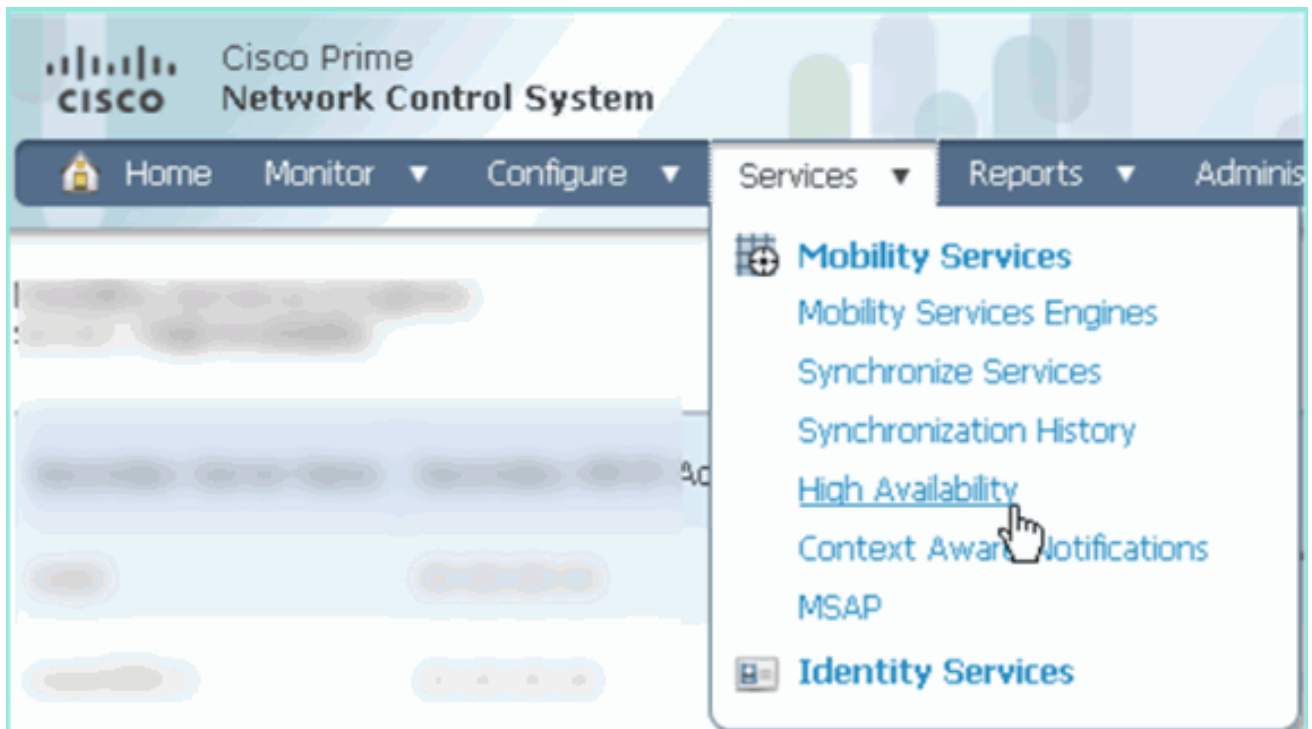 CISCO
Cisco Prime
Network Control System
Home Monitor Configure Services Reports Adminis
Mobility Services
Mobility Services Engines
Synchronize Services
Synchronization History
High Availability
Context Aware Notifications
MSAP
Identity Services